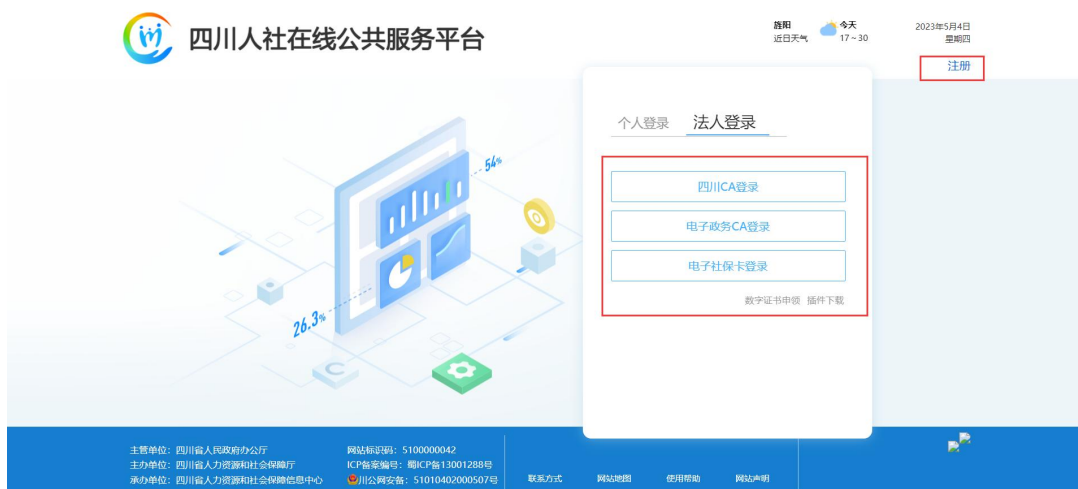 四川人社在线公共服务平台
旌阳
近日天气
今天
17~30
2023年5月4日
星期四
注册
个人登录 法人登录
四川CA登录
电子政务CA登录
电子社保卡登录
数字证书申领 插件下载
54%
26.3%
C
主管单位：四川省人民政府办公厅
主办单位：四川省人力资源和社会保障厅
承办单位：四川省人力资源和社会保障信息中心
网站标识码：5100000042
ICP备案编号：蜀ICP备13001288号
川公网安备：51010402000507号
联系方式 网站地图 使用帮助 网站声明